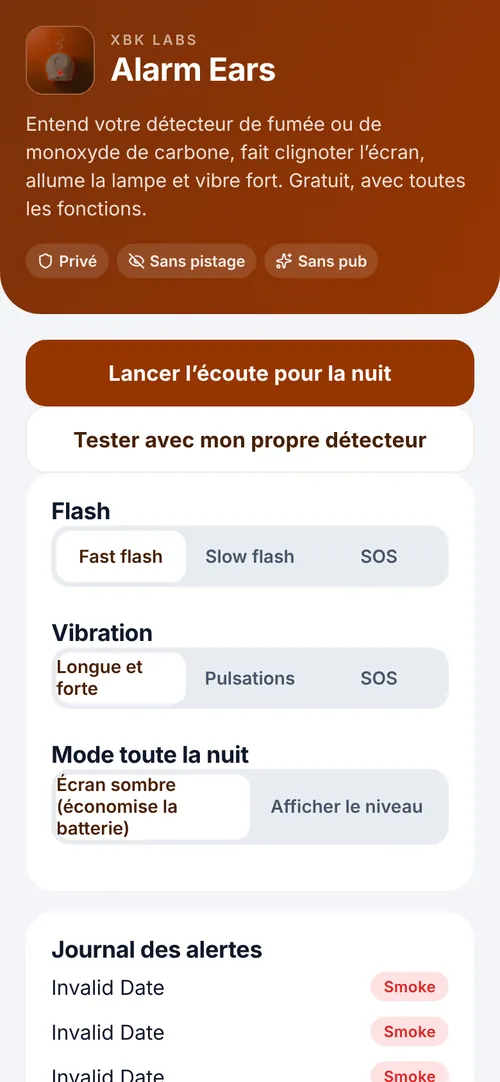 XBK LABS
Alarm Ears
Entend votre détecteur de fumée ou de
monoxyde de carbone, fait clignoter l’écran,
allume la lampe et vibre fort. Gratuit, avec toutes
les fonctions.
Privé
Sans pistage
Sans pub
Lancer l’écoute pour la nuit
Tester avec mon propre détecteur
Flash
Fast flash
Slow flash
SOS
Vibration
Longue et
forte
Pulsations
SOS
Mode toute la nuit
Écran sombre
(économise la
batterie)
Afficher le niveau
Journal des alertes
Invalid Date
Smoke
Invalid Date
Smoke
Invalid Date
Smoke